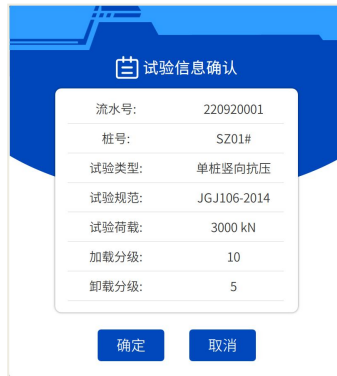 试验信息确认
流水号: 220920001
桩号: SZ01#
试验类型: 单桩竖向抗压
试验规范: JGJ106-2014
试验荷载: 3000 kN
加载分级: 10
卸载分级: 5
确定 取消